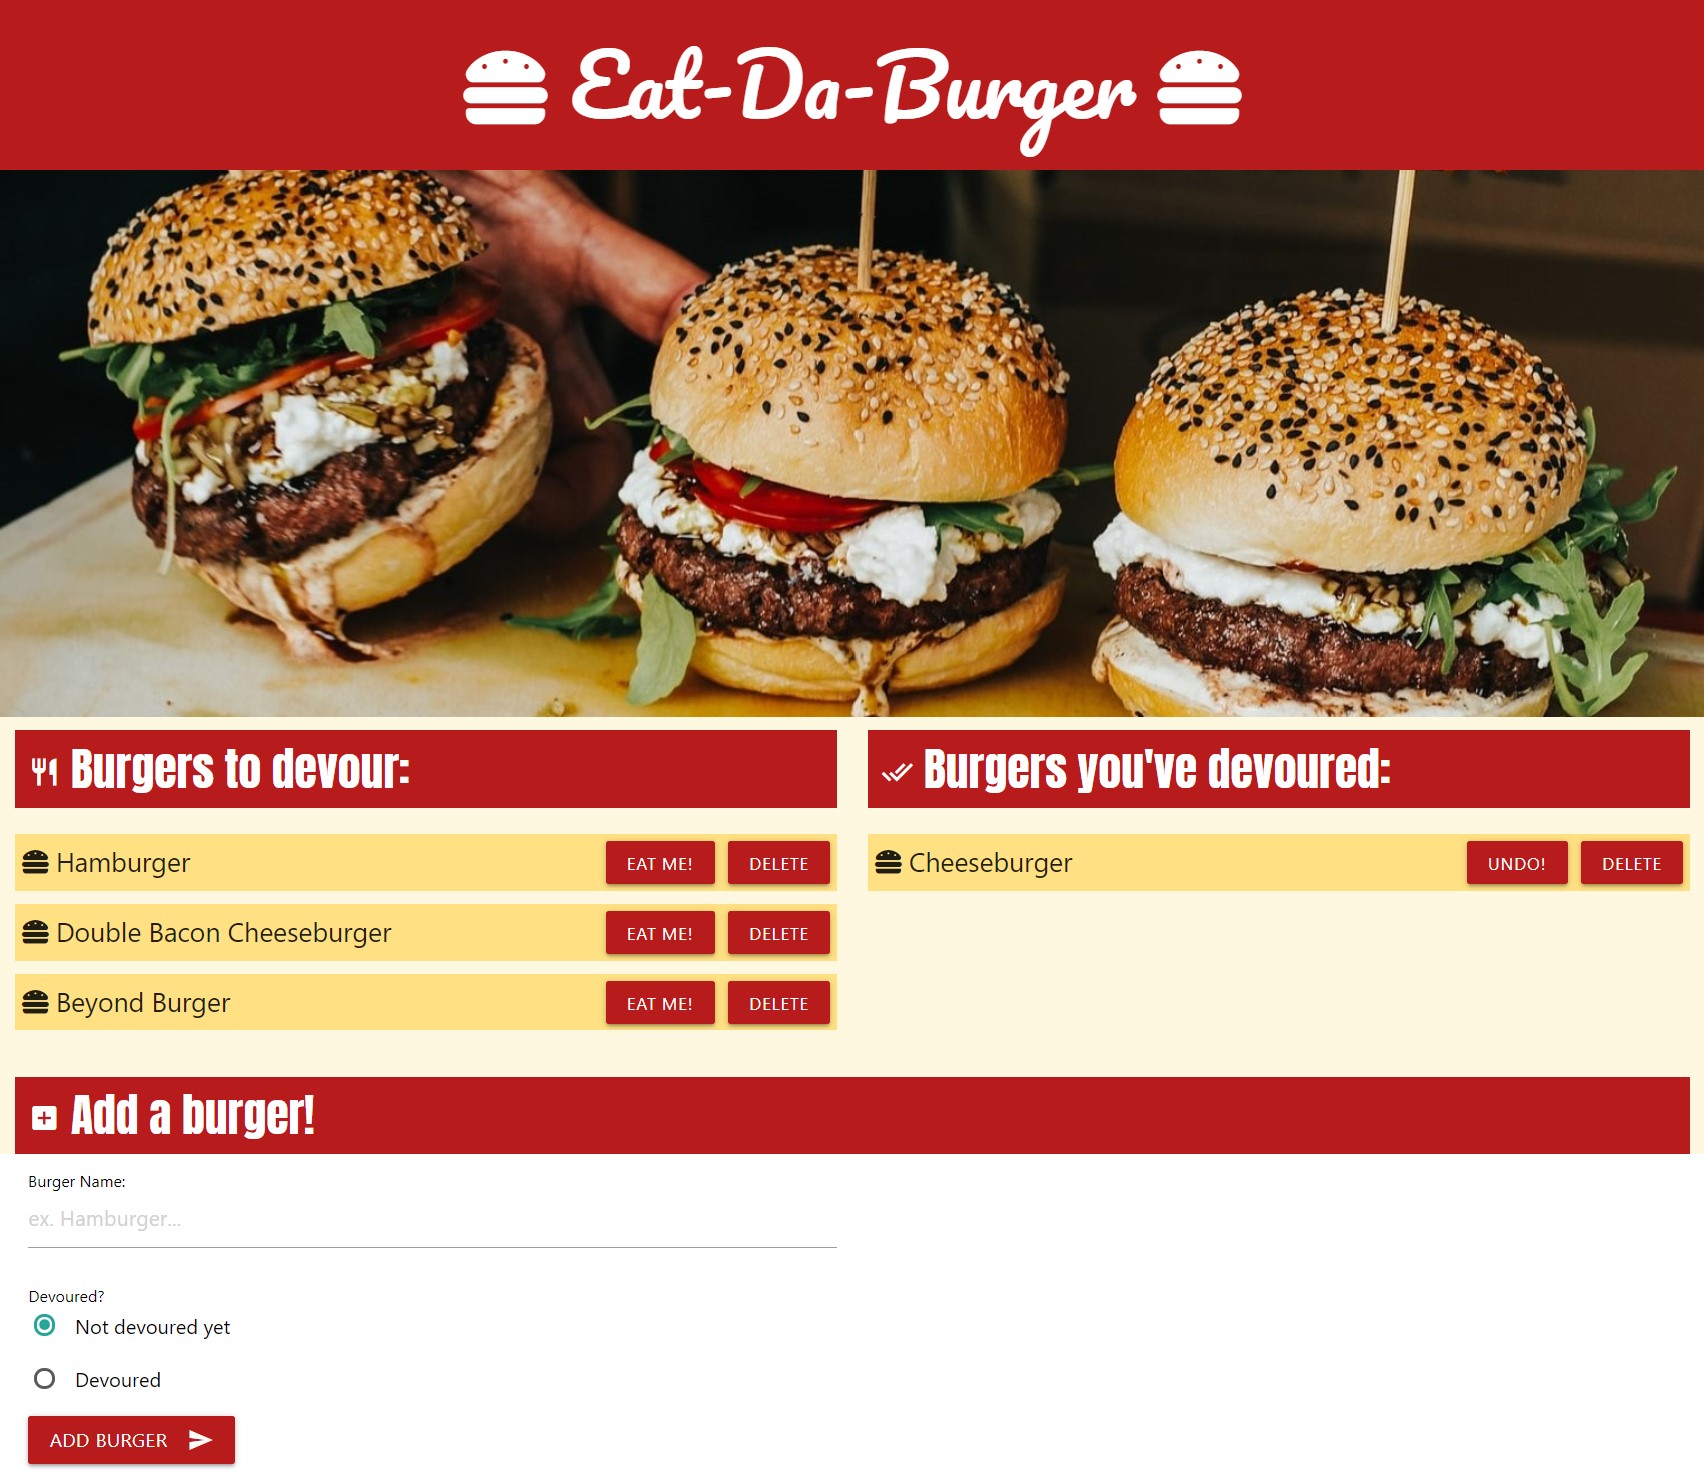 Eat-Da-Burger
Burgers to devour:
Hamburger EAT ME! DELETE
Double Bacon Cheeseburger EAT ME! DELETE
Beyond Burger EAT ME! DELETE
Burgers you've devoured:
Cheeseburger UNDO! DELETE
Add a burger!
Burger Name:
ex. Hamburger...
Devoured?
Not devoured yet
Devoured
ADD BURGER